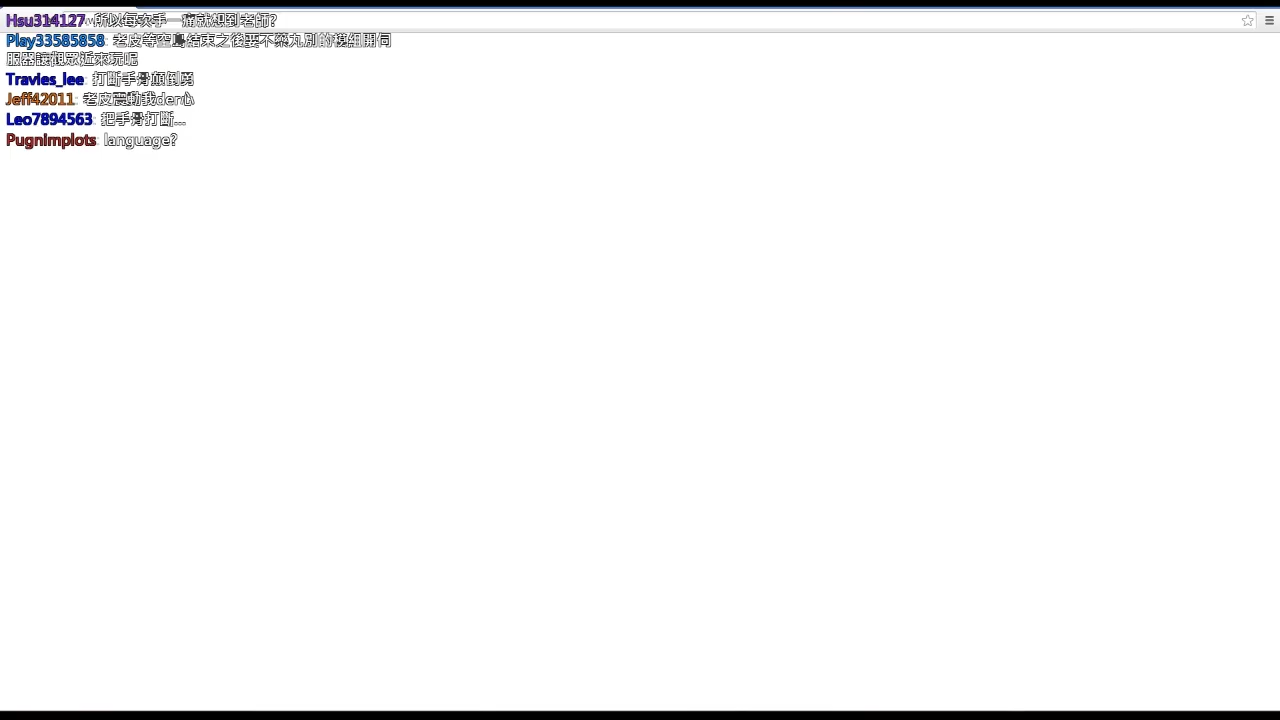 Hsu314127: 所以每次手一痛就想到老師?
Play33585858: 老皮等空島結束之後要不樂丸別的模組開伺
服器讓觀眾近來玩呢
Travies_lee: 打斷手骨顛倒勇
Jeff42011: 老皮震動我der心
Leo7894563: 把手骨打斷...
Pugnimplots: language?